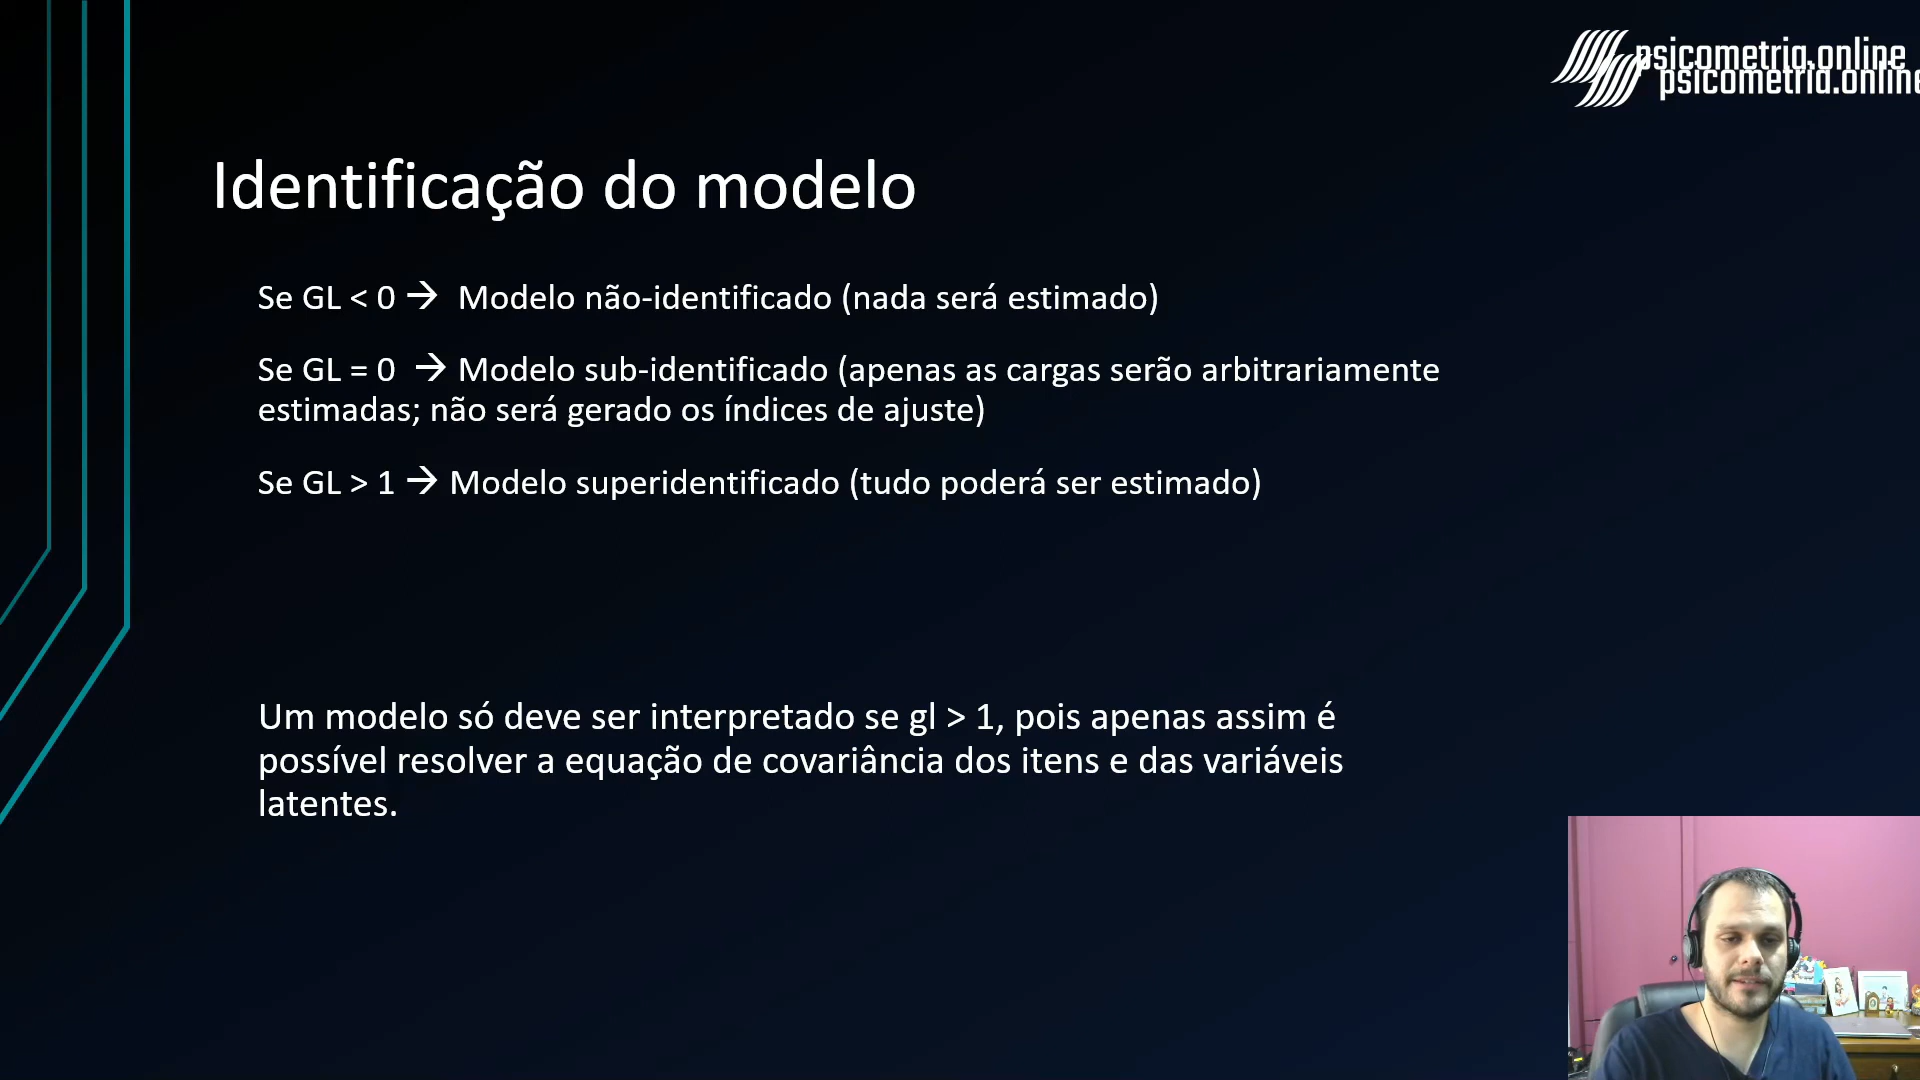 psicometria.online
psicometria.online
Identificação do modelo
Se GL < 0 → Modelo não-identificado (nada será estimado)
Se GL = 0 → Modelo sub-identificado (apenas as cargas serão arbitrariamente
estimadas; não será gerado os índices de ajuste)
Se GL > 1 → Modelo superidentificado (tudo poderá ser estimado)
Um modelo só deve ser interpretado se gl > 1, pois apenas assim é
possível resolver a equação de covariância dos itens e das variáveis
latentes.